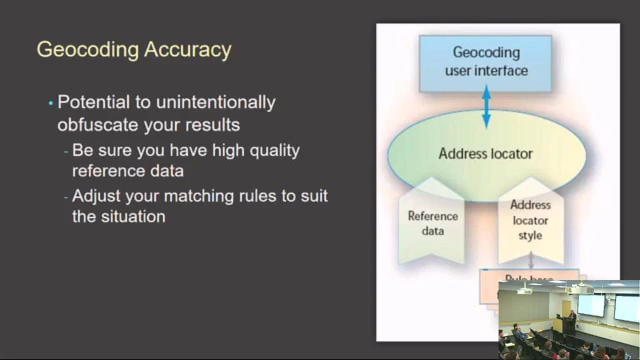 Geocoding Accuracy
• Potential to unintentionally
obfuscate your results
- Be sure you have high quality
reference data
- Adjust your matching rules to suit
the situation
Geocoding
user interface
Address locator
Reference
data
Address
locator
style
Rule base